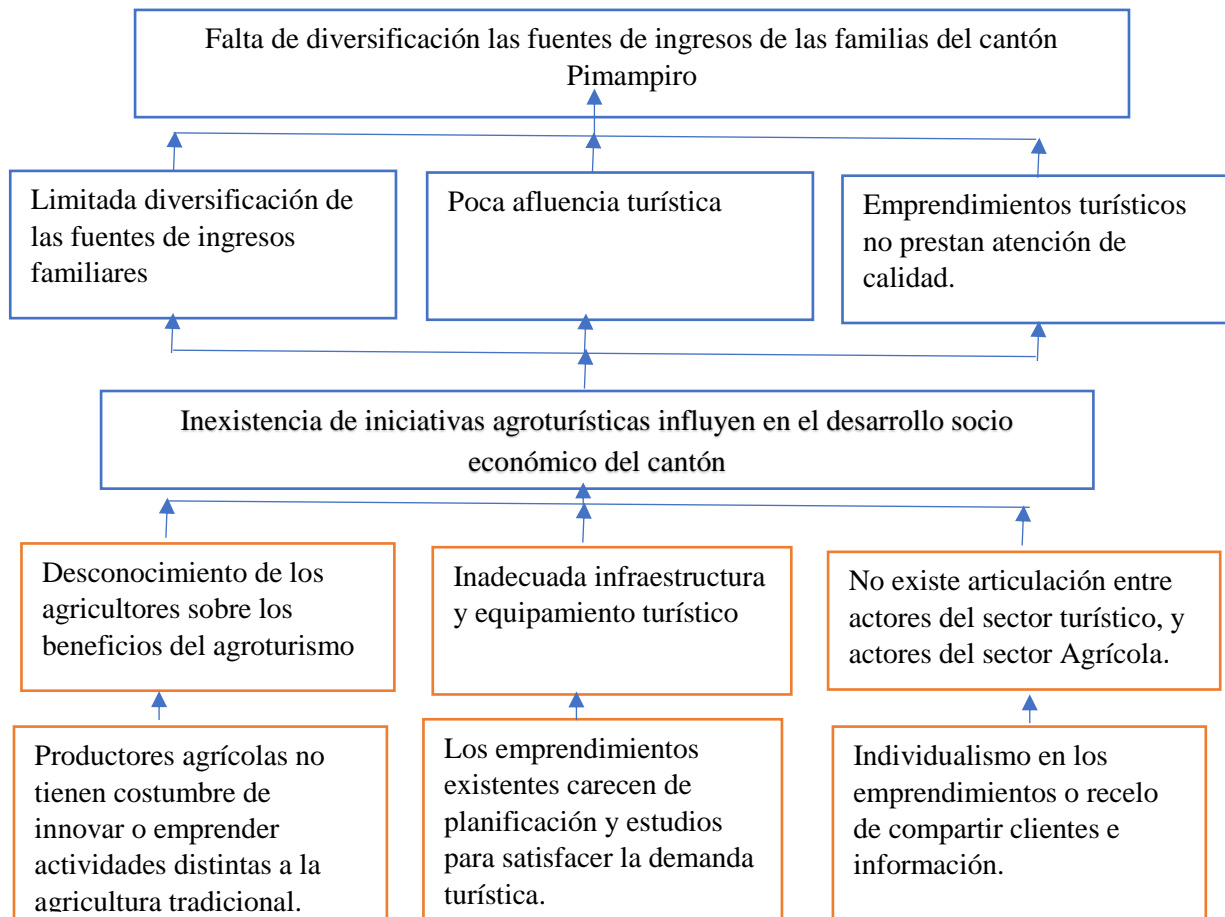 Falta de diversificación las fuentes de ingresos de las familias del cantón
Pimampiro
Limitada diversificación de
las fuentes de ingresos
familiares
Poca afluencia turística
Emprendimientos turísticos
no prestan atención de
calidad.
Inexistencia de iniciativas agroturísticas influyen en el desarrollo socio
económico del cantón
Desconocimiento de los
agricultores sobre los
beneficios del agroturismo
Inadecuada infraestructura
y equipamiento turístico
No existe articulación entre
actores del sector turístico, y
actores del sector Agrícola.
Productores agrícolas no
tienen costumbre de
innovar o emprender
actividades distintas a la
agricultura tradicional.
Los emprendimientos
existentes carecen de
planificación y estudios
para satisfacer la demanda
turística.
Individualismo en los
emprendimientos o recelo
de compartir clientes e
información.